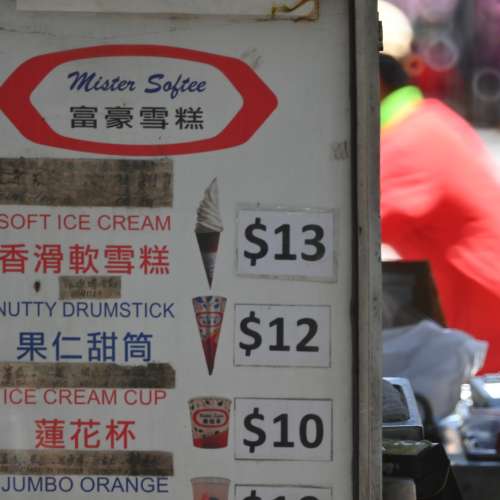 Mister Softee
富豪雪糕
SOFT ICE CREAM
香滑軟雪糕
$13
NUTTY DRUMSTICK
果仁甜筒
$12
ICE CREAM CUP
蓮花杯
$10
JUMBO ORANGE